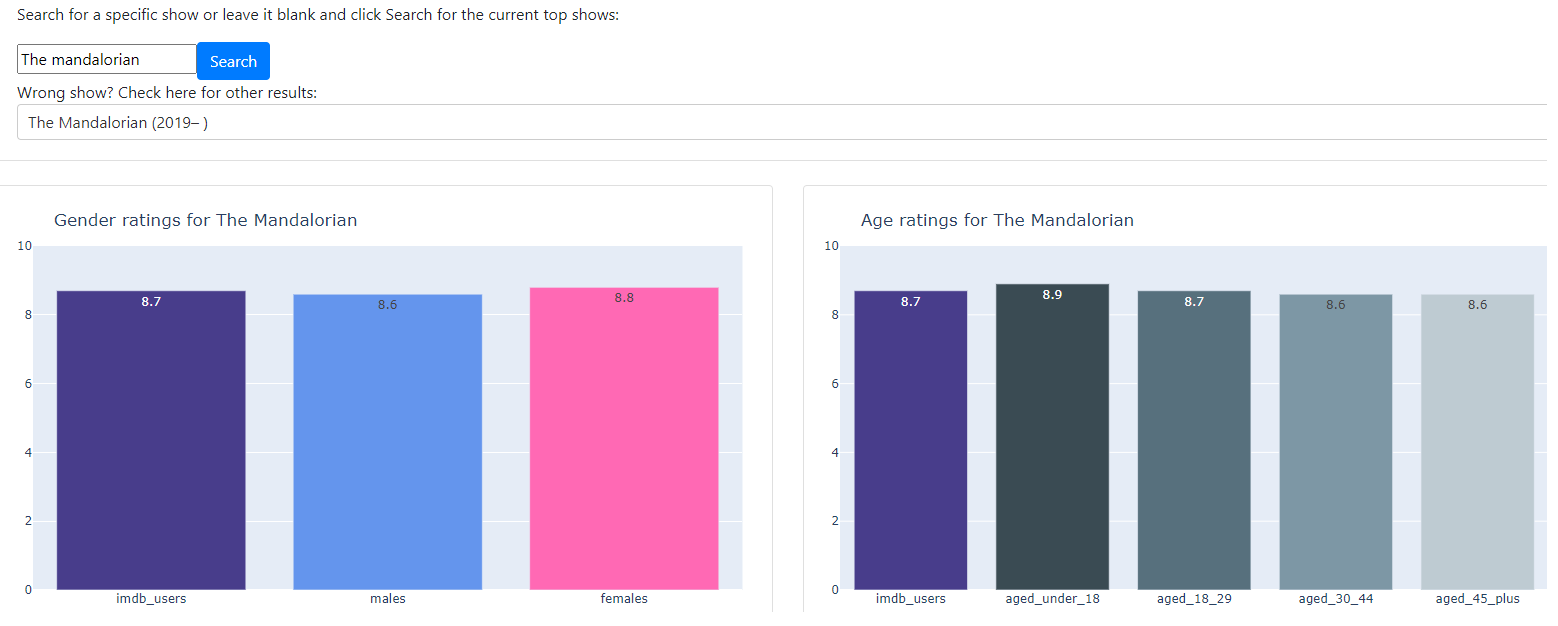 Search for a specific show or leave it blank and click Search for the current top shows:
The mandalorian
Search
Wrong show? Check here for other results:
The Mandalorian (2019– )
Gender ratings for The Mandalorian
10
8
6
4
2
0
8.7
8.6
8.8
imdb_users
males
females
Age ratings for The Mandalorian
10
8
6
4
2
0
8.7
8.9
8.7
8.6
8.6
imdb_users
aged_under_18
aged_18_29
aged_30_44
aged_45_plus